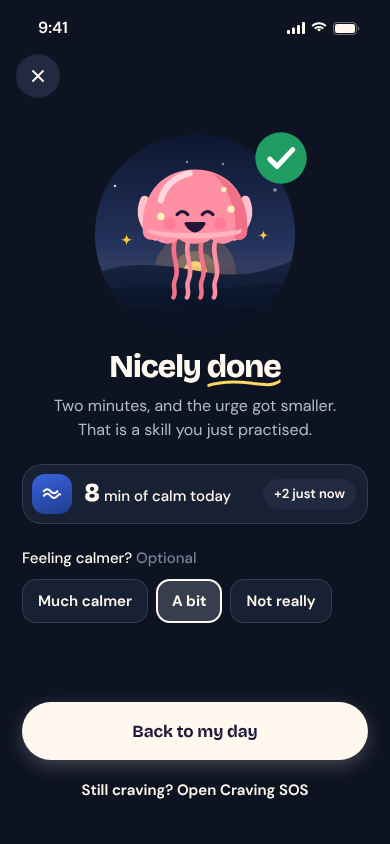 9:41
Nicely done
Two minutes, and the urge got smaller.
That is a skill you just practised.
8 min of calm today
+2 just now
Feeling calmer? Optional
Much calmer
A bit
Not really
Back to my day
Still craving? Open Craving SOS